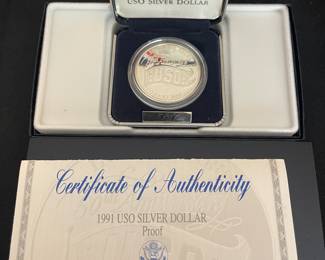 USO SILVER DOLLAR
USO
Certificate of Authenticity
1991 USO SILVER DOLLAR
Proof